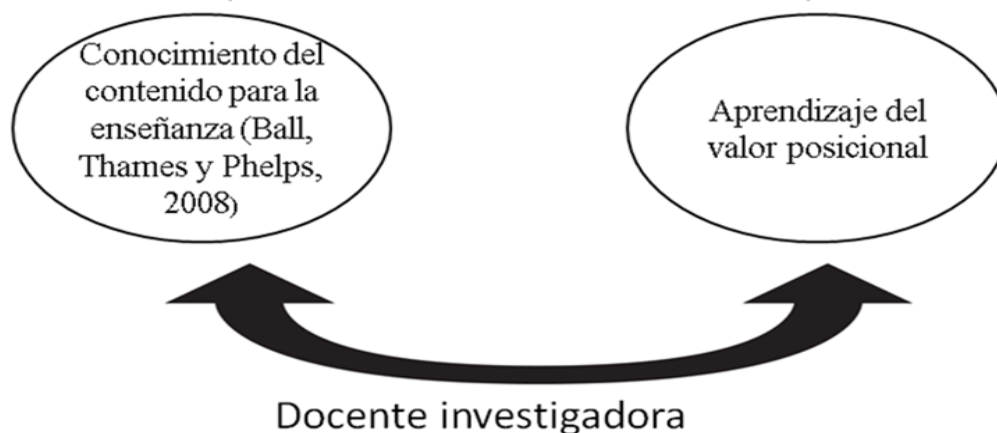 Conocimiento del
contenido para la
enseñanza (Ball,
Thames y Phelps,
2008)
Aprendizaje del
valor posicional
Docente investigadora